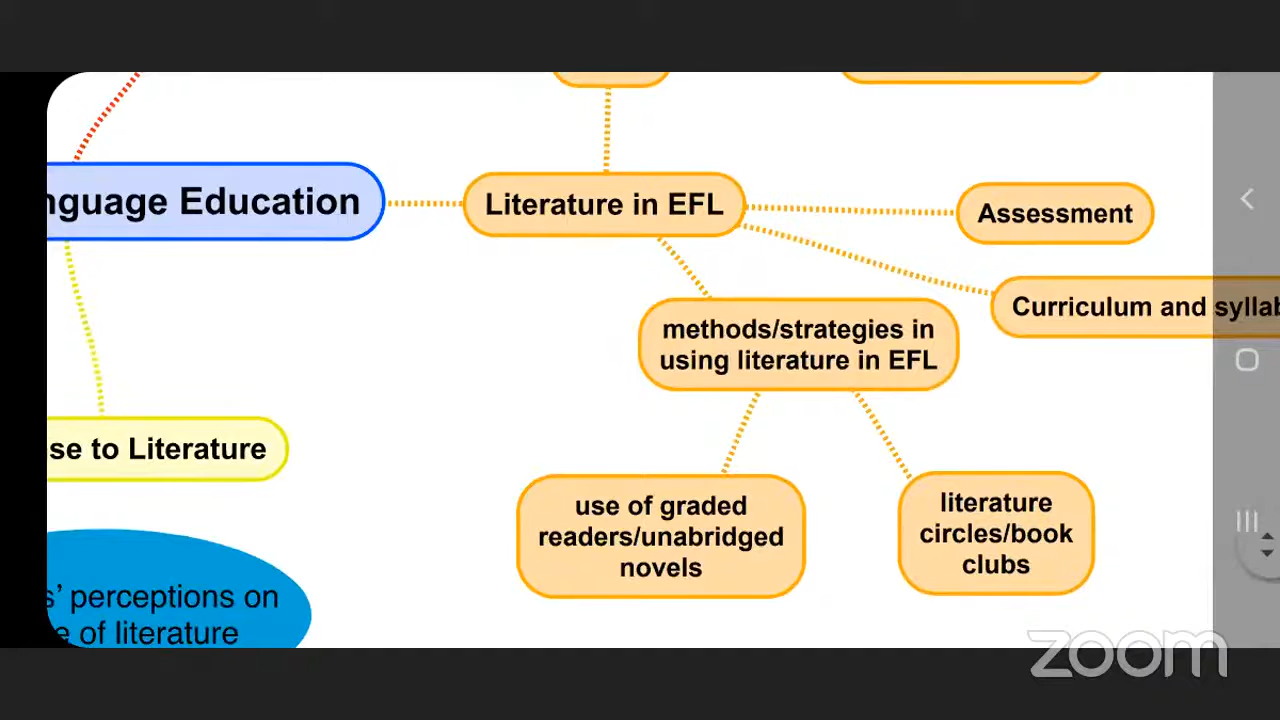 nguage Education
Literature in EFL
Assessment
Curriculum and syllab
methods/strategies in
using literature in EFL
se to Literature
use of graded
readers/unabridged
novels
literature
circles/book
clubs
s’ perceptions on
e of literature
zoom